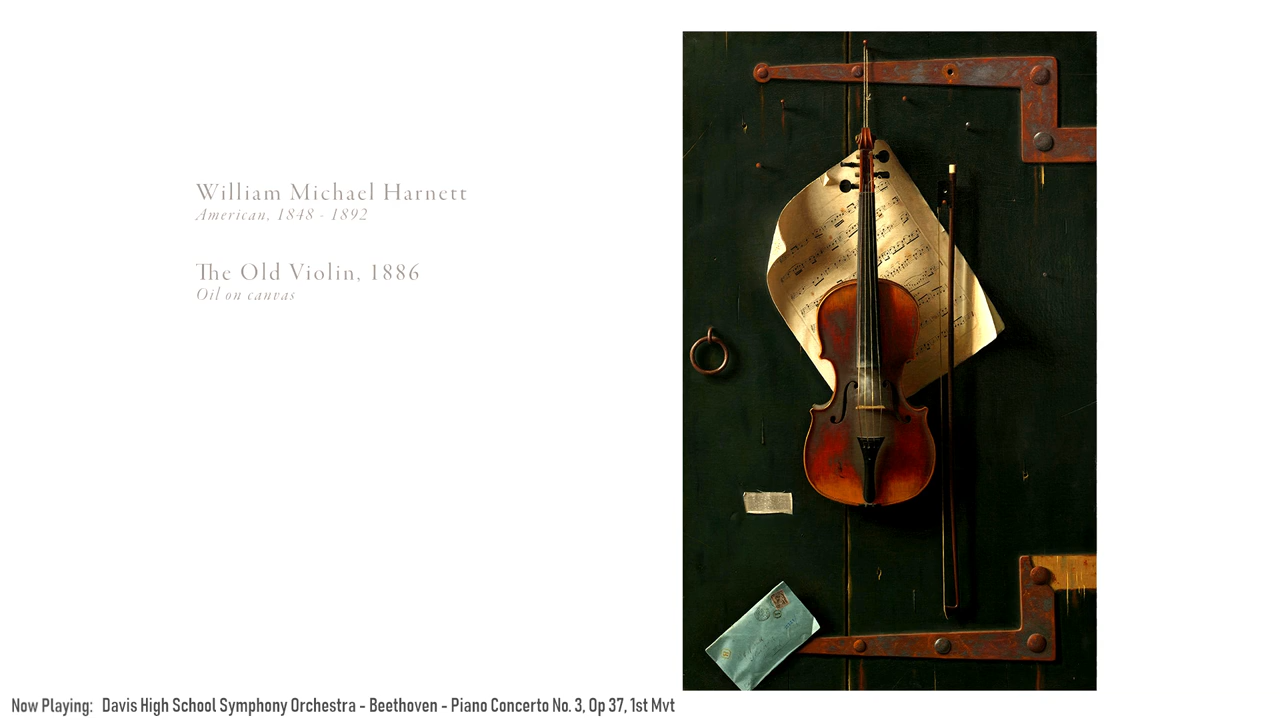 William Michael Harnett
American, 1848 - 1892
The Old Violin, 1886
Oil on canvas
Now Playing: Davis High School Symphony Orchestra - Beethoven - Piano Concerto No. 3, Op 37, 1st Mvt